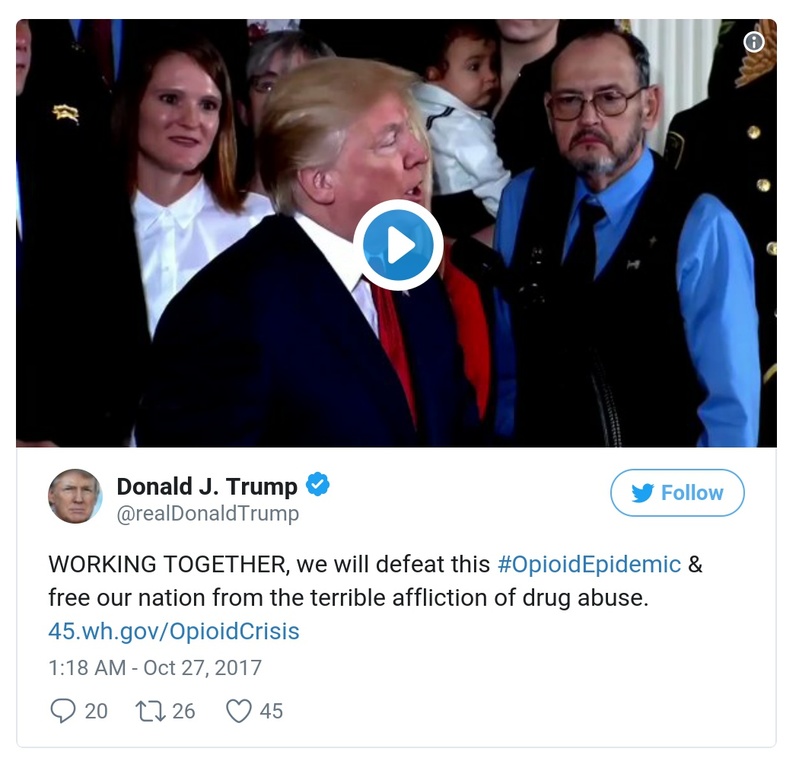 Donald J. Trump
@realDonaldTrump
Follow
WORKING TOGETHER, we will defeat this #OpioidEpidemic &
free our nation from the terrible affliction of drug abuse.
45.wh.gov/OpioidCrisis
1:18 AM - Oct 27, 2017
20 26 45